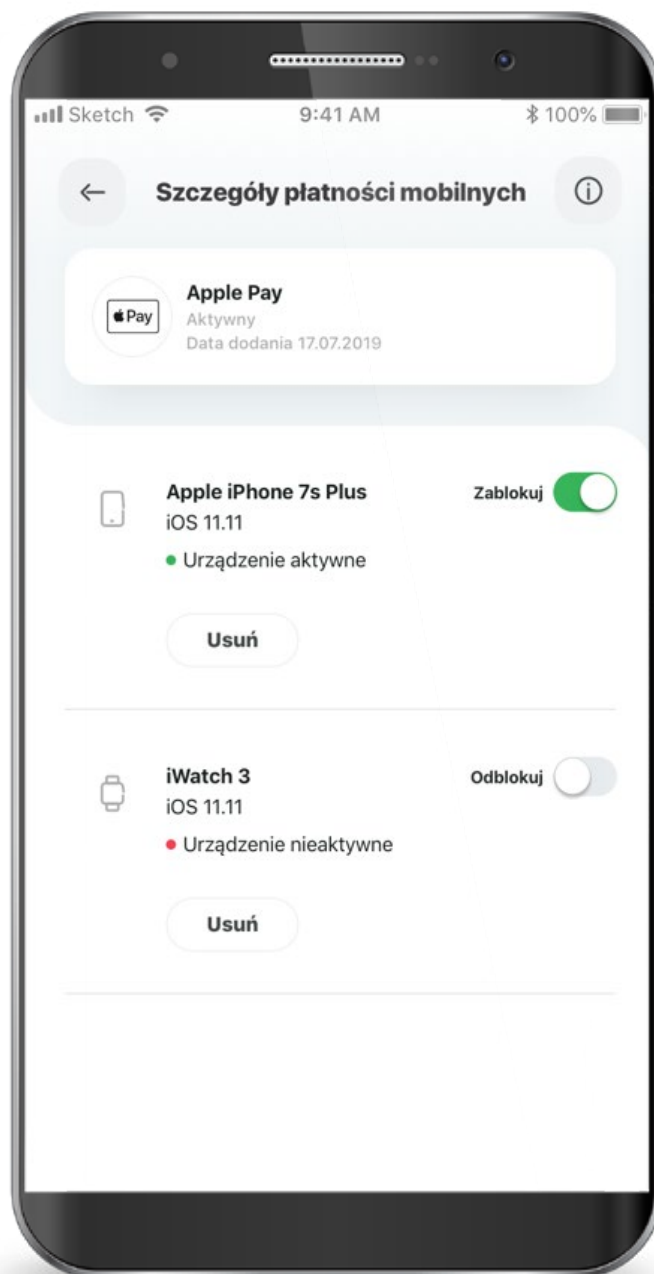 Sketch 9:41 AM 100%
Szczegóły płatności mobilnych
Apple Pay
Pay
Aktywny
Data dodania 17.07.2019
Apple iPhone 7s Plus Zablokuj
iOS 11.11
Urządzenie aktywne
Usuń
iWatch 3 Odblokuj
iOS 11.11
Urządzenie nieaktywne
Usuń